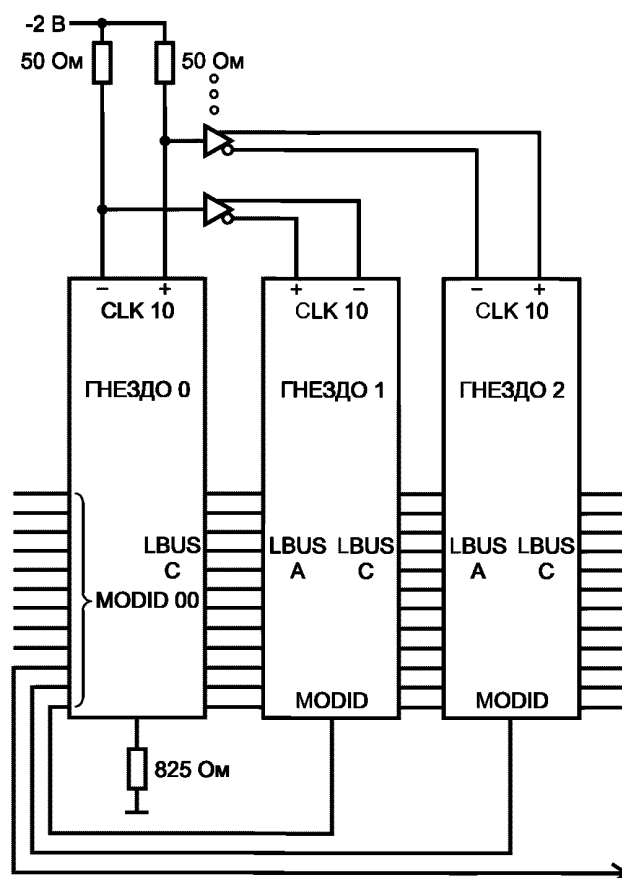 -2 В
50 Ом
50 Ом
− + + − − +
CLK 10 CLK 10 CLK 10
ГНЕЗДО 0 ГНЕЗДО 1 ГНЕЗДО 2
LBUS LBUS LBUS LBUS LBUS
C A C A C
MODID 00
MODID MODID
825 Ом